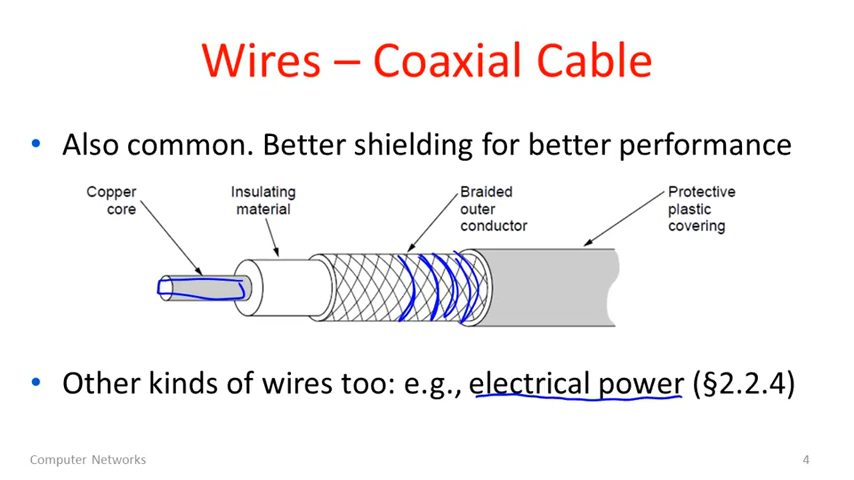 Wires – Coaxial Cable
• Also common. Better shielding for better performance
Copper
core
Insulating
material
Braided
outer
conductor
Protective
plastic
covering
• Other kinds of wires too: e.g., electrical power (§2.2.4)
Computer Networks
4